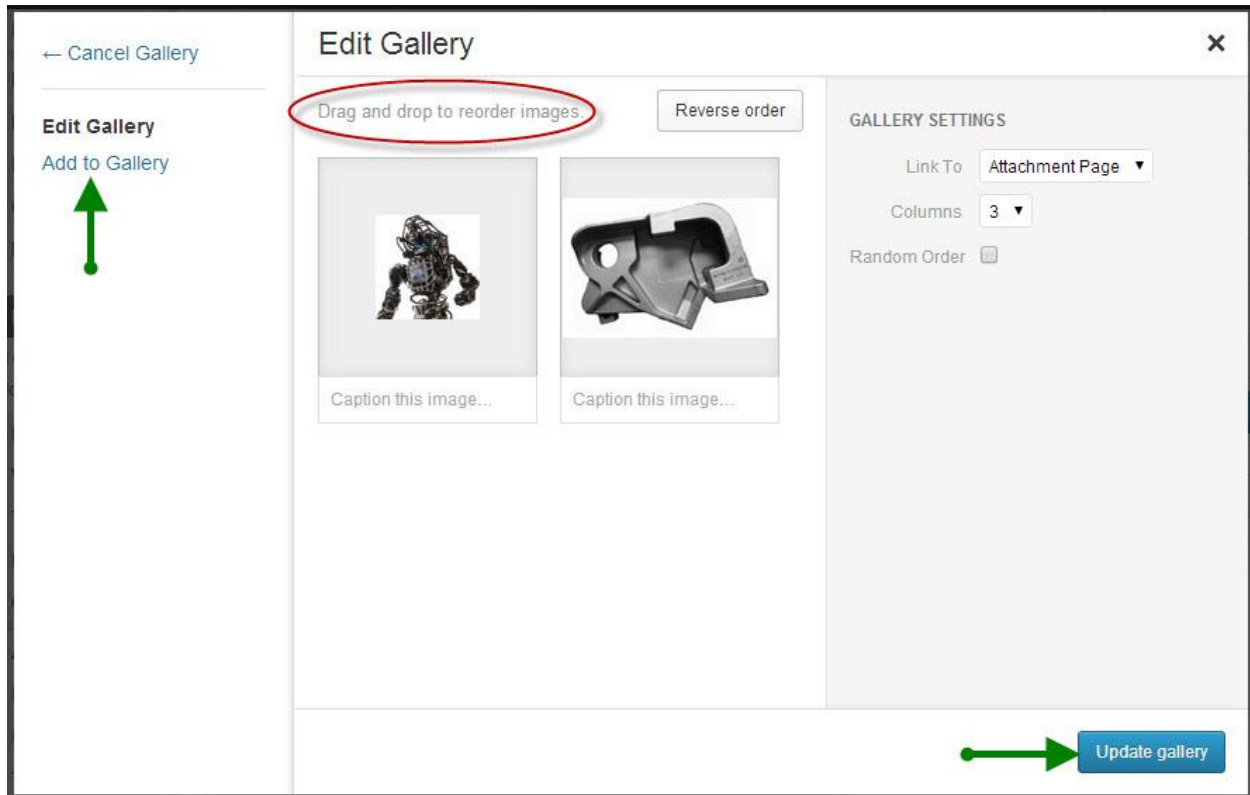 ← Cancel Gallery
Edit Gallery
Add to Gallery
Edit Gallery
×
Drag and drop to reorder images.
Reverse order
Caption this image...
Caption this image...
GALLERY SETTINGS
Link To Attachment Page ▼
Columns 3 ▼
Random Order
Update gallery